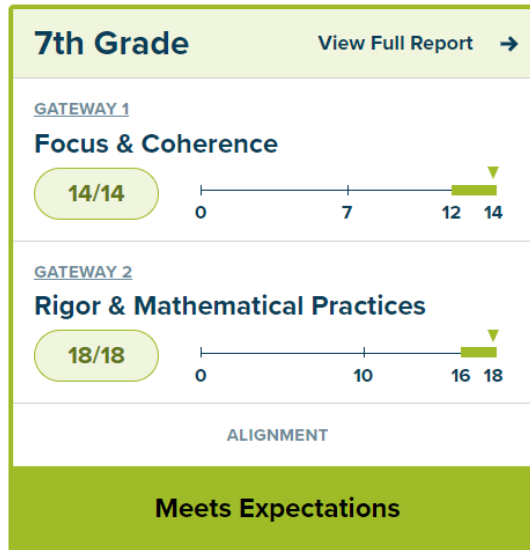 7th Grade View Full Report →
GATEWAY 1
Focus & Coherence
14/14
0 7 12 14
GATEWAY 2
Rigor & Mathematical Practices
18/18
0 10 16 18
ALIGNMENT
Meets Expectations